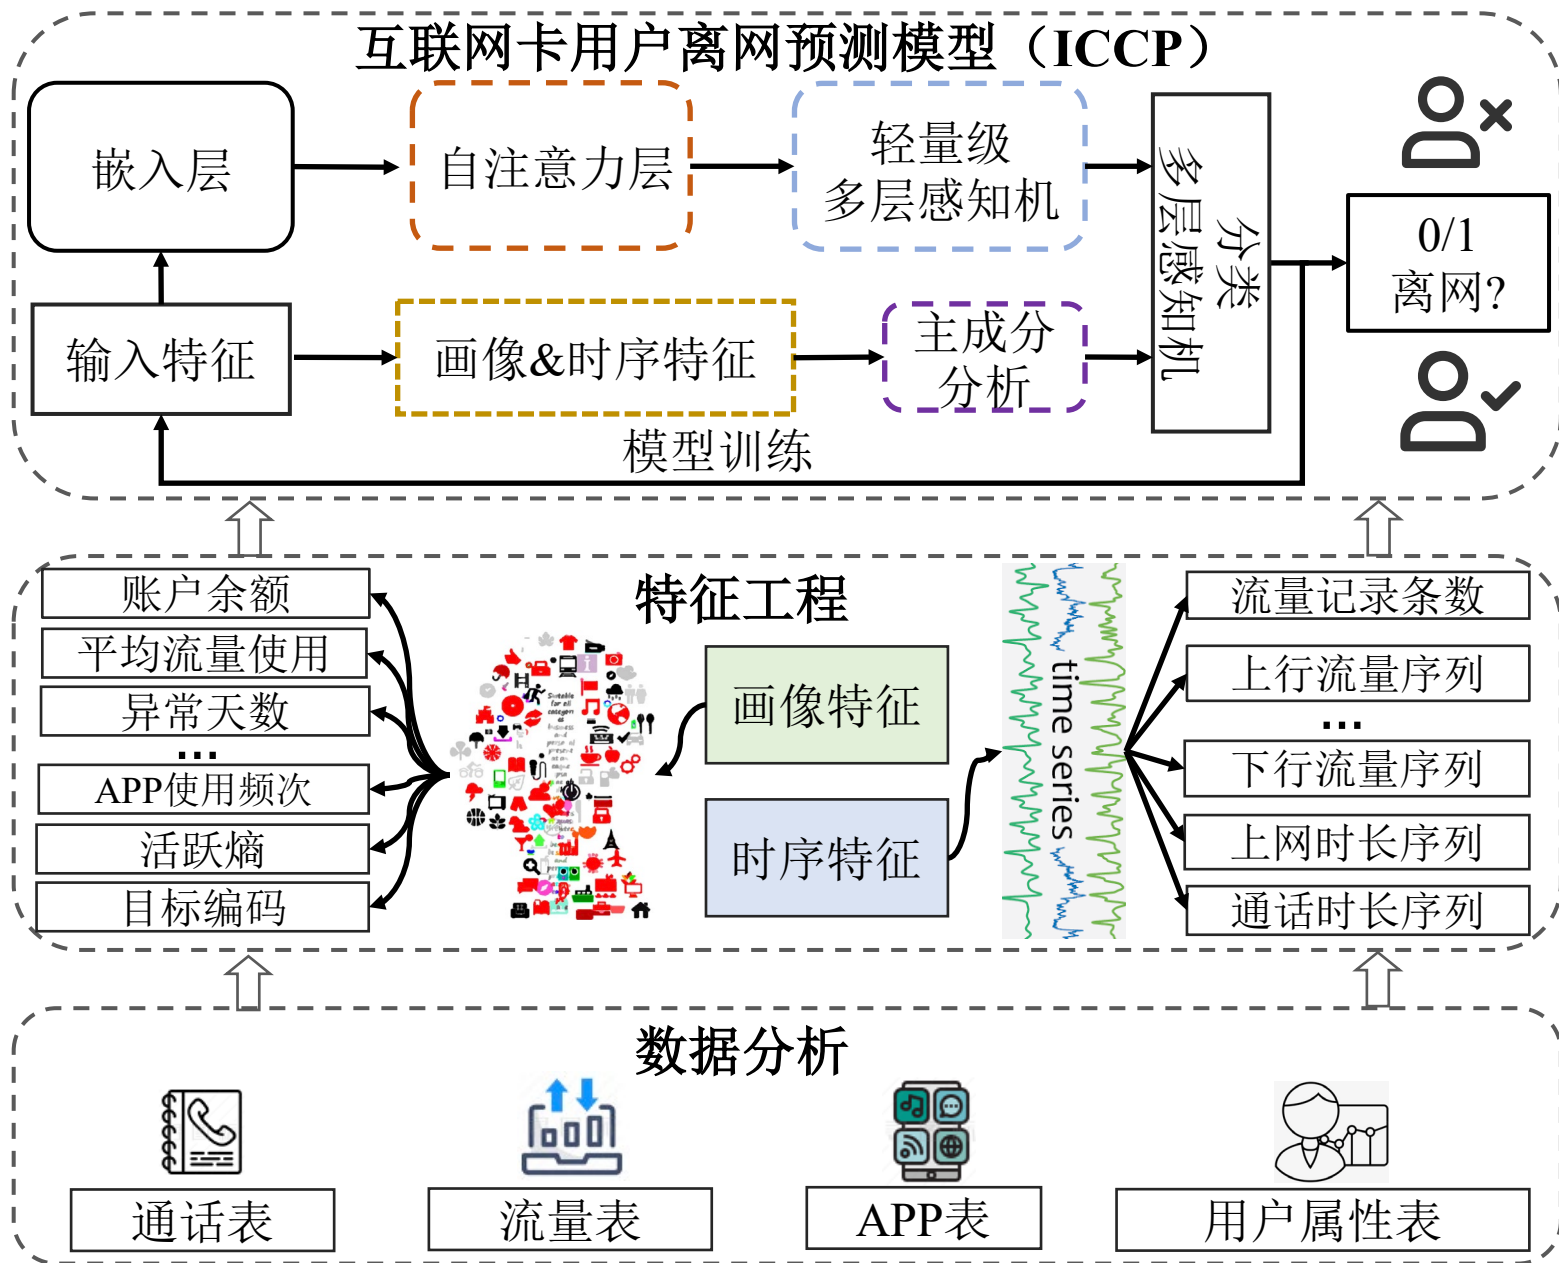 互联网卡用户离网预测模型（ICCP）
嵌入层
自注意力层
轻量级
多层感知机
分类
多层感知机
0/1
离网?
输入特征
画像&时序特征
主成分
分析
模型训练
特征工程
账户余额
平均流量使用
异常天数
...
APP使用频次
活跃熵
目标编码
画像特征
时序特征
time series
流量记录条数
上行流量序列
...
下行流量序列
上网时长序列
通话时长序列
数据分析
通话表
流量表
APP表
用户属性表